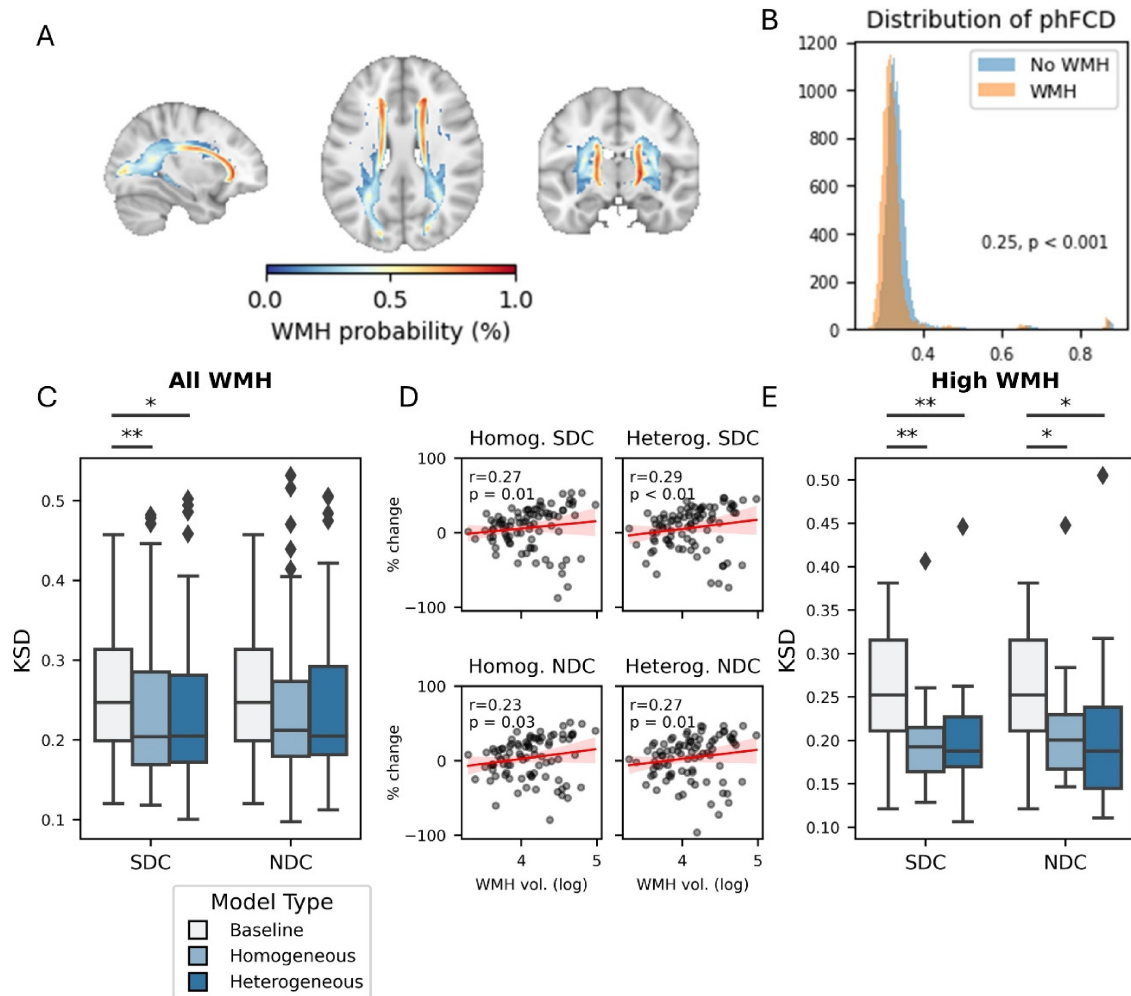 A
0.0
0.5
1.0
WMH probability (%)
B
Distribution of phFCD
1200
1000
800
600
400
200
0
No WMH
WMH
0.25, p < 0.001
0.4
0.6
0.8
C
All WMH
*
**
KSD
0.5
0.4
0.3
0.2
0.1
SDC
NDC
Model Type
Baseline
Homogeneous
Heterogeneous
D
Homog. SDC
r=0.27
p = 0.01
100
0
−100
% change
Heterog. SDC
r=0.29
p < 0.01
Homog. NDC
r=0.23
p = 0.03
100
0
−100
% change
4
5
WMH vol. (log)
Heterog. NDC
r=0.27
p = 0.01
4
5
WMH vol. (log)
High WMH
E
**
**
*
*
KSD
0.50
0.45
0.40
0.35
0.30
0.25
0.20
0.15
0.10
SDC
NDC